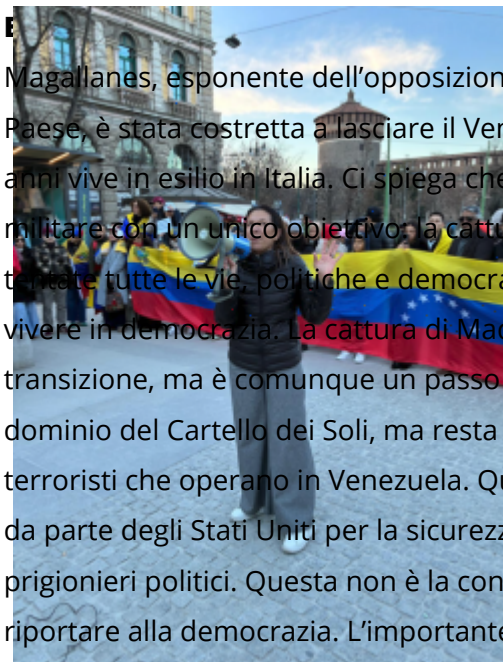 Magallanes, esponente dell’opposizion
Paese, è stata costretta a lasciare il Ven
anni vive in esilio in Italia. Ci spiega che
militare con un unico obiettivo: la cattu
tentate tutte le vie, politiche e democra
vivere in democrazia. La cattura di Mad
transizione, ma è comunque un passo
dominio del Cartello dei Soli, ma resta
terroristi che operano in Venezuela. Qu
da parte degli Stati Uniti per la sicurezz
prigionieri politici. Questa non è la con
riportare alla democrazia. L’importante